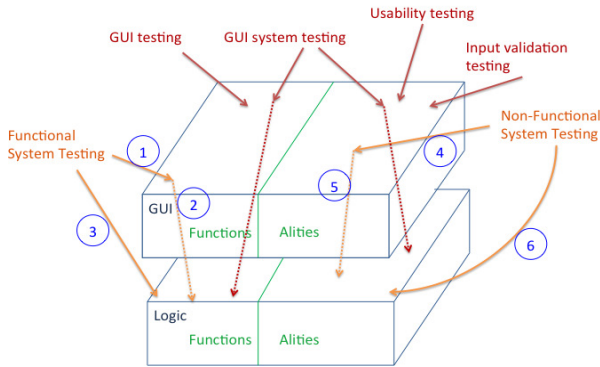 Usability testing
GUI testing
GUI system testing
Input validation
testing
Functional
System Testing
Non-Functional
System Testing
1
4
5
2
GUI
3
Functions
Alities
6
Logic
Functions
Alities